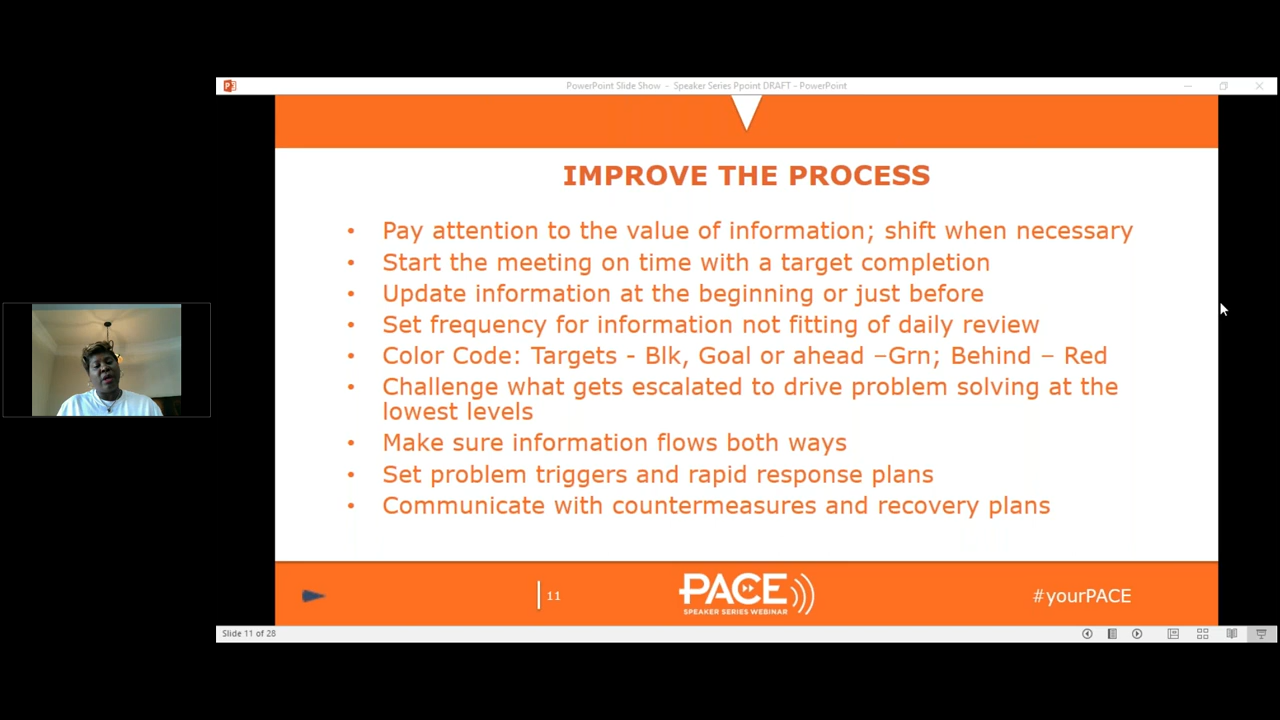 PowerPoint Slide Show - Speaker Series Ppoint DRAFT - PowerPoint
IMPROVE THE PROCESS
• Pay attention to the value of information; shift when necessary
• Start the meeting on time with a target completion
• Update information at the beginning or just before
• Set frequency for information not fitting of daily review
• Color Code: Targets - Blk, Goal or ahead –Grn; Behind – Red
• Challenge what gets escalated to drive problem solving at the
lowest levels
• Make sure information flows both ways
• Set problem triggers and rapid response plans
• Communicate with countermeasures and recovery plans
11
PACE
SPEAKER SERIES WEBINAR
#yourPACE
Slide 11 of 28